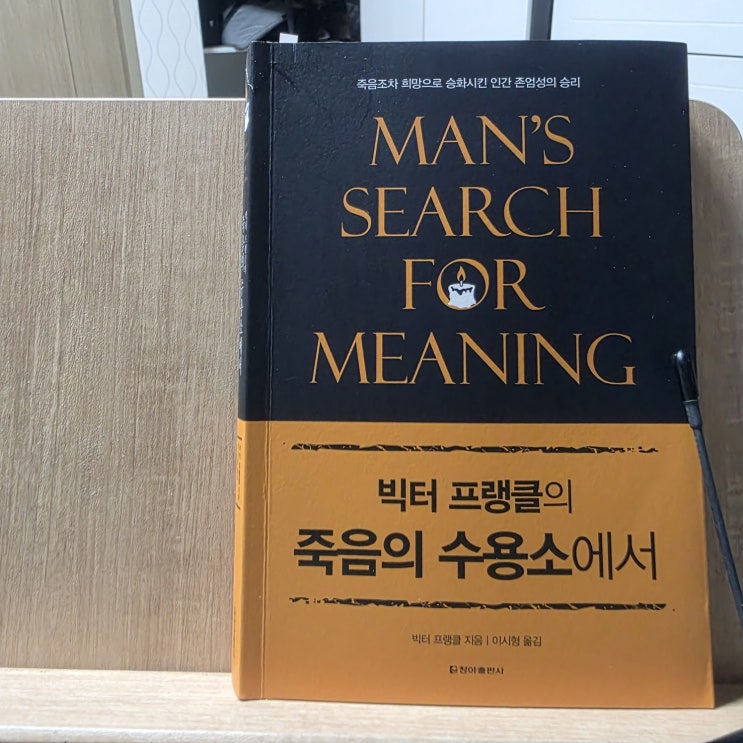 죽음조차 희망으로 승화시킨 인간 존엄성의 승리
MAN'S
SEARCH
FOR
MEANING
빅터 프랭클의
죽음의 수용소에서
빅터 프랭클 지음 | 이시형 옮김
청아출판사